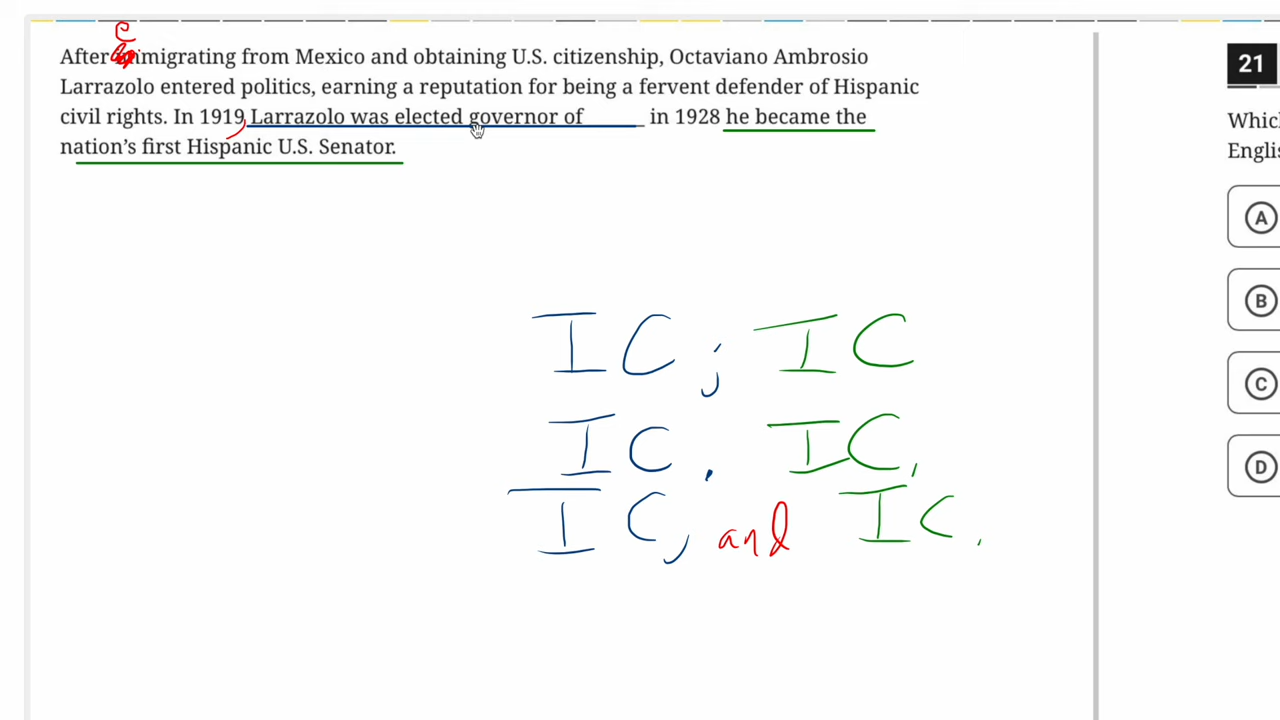 After immigrating from Mexico and obtaining U.S. citizenship, Octaviano Ambrosio
Larrazolo entered politics, earning a reputation for being a fervent defender of Hispanic
civil rights. In 1919, Larrazolo was elected governor of ______ in 1928 he became the
nation's first Hispanic U.S. Senator.
IC ; IC
IC . IC.
IC, and IC.
21
Which
Englis
A
B
C
D